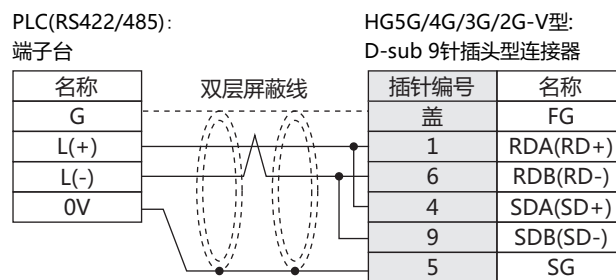 PLC(RS422/485):
端子台
HG5G/4G/3G/2G-V型:
D-sub 9针插头型连接器
名称
双层屏蔽线
插针编号
名称
G
盖
FG
L(+)
1
RDA(RD+)
L(-)
6
RDB(RD-)
0V
4
SDA(SD+)
9
SDB(SD-)
5
SG